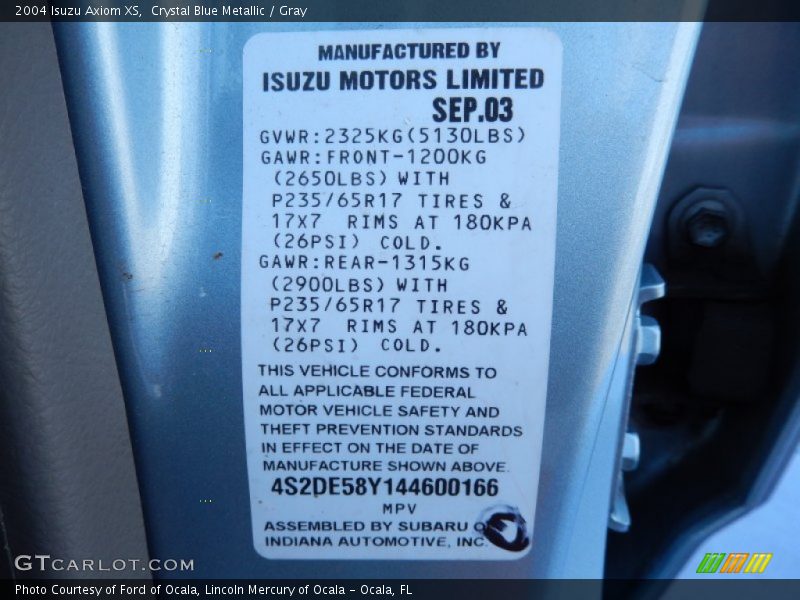 2004 Isuzu Axiom XS,  Crystal Blue Metallic / Gray
MANUFACTURED BY
ISUZU MOTORS LIMITED
SEP.03
GVWR:2325KG(5130LBS)
GAWR:FRONT-1200KG
(2650LBS) WITH
P235/65R17 TIRES &
17X7 RIMS AT 180KPA
(26PSI) COLD.
GAWR:REAR-1315KG
(2900LBS) WITH
P235/65R17 TIRES &
17X7 RIMS AT 180KPA
(26PSI) COLD.
THIS VEHICLE CONFORMS TO
ALL APPLICABLE FEDERAL
MOTOR VEHICLE SAFETY AND
THEFT PREVENTION STANDARDS
IN EFFECT ON THE DATE OF
MANUFACTURE SHOWN ABOVE.
4S2DE58Y144600166
MPV
ASSEMBLED BY SUBARU
INDIANA AUTOMOTIVE, INC.
GTCARLOT.COM
Photo Courtesy of Ford of Ocala, Lincoln Mercury of Ocala - Ocala, FL